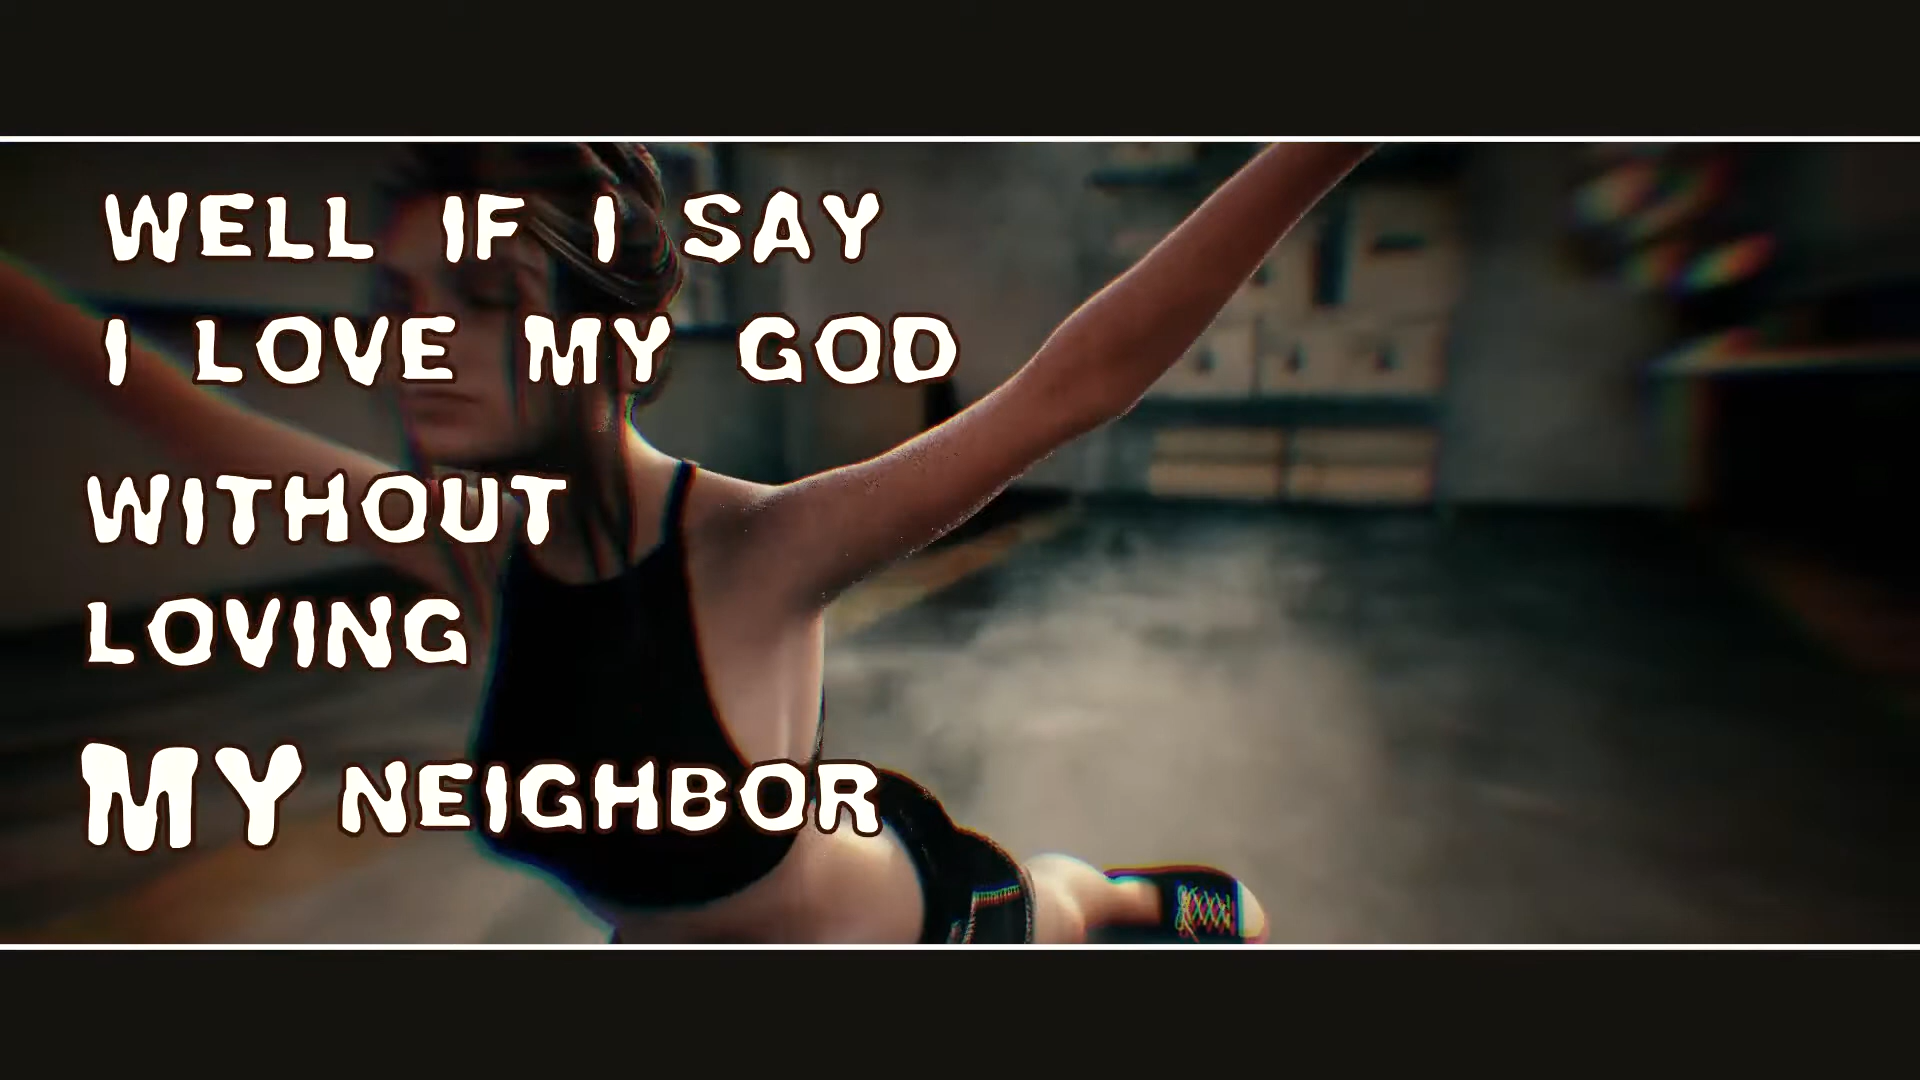 WELL IF I SAY
I LOVE MY GOD
WITHOUT
LOVING
MY NEIGHBOR